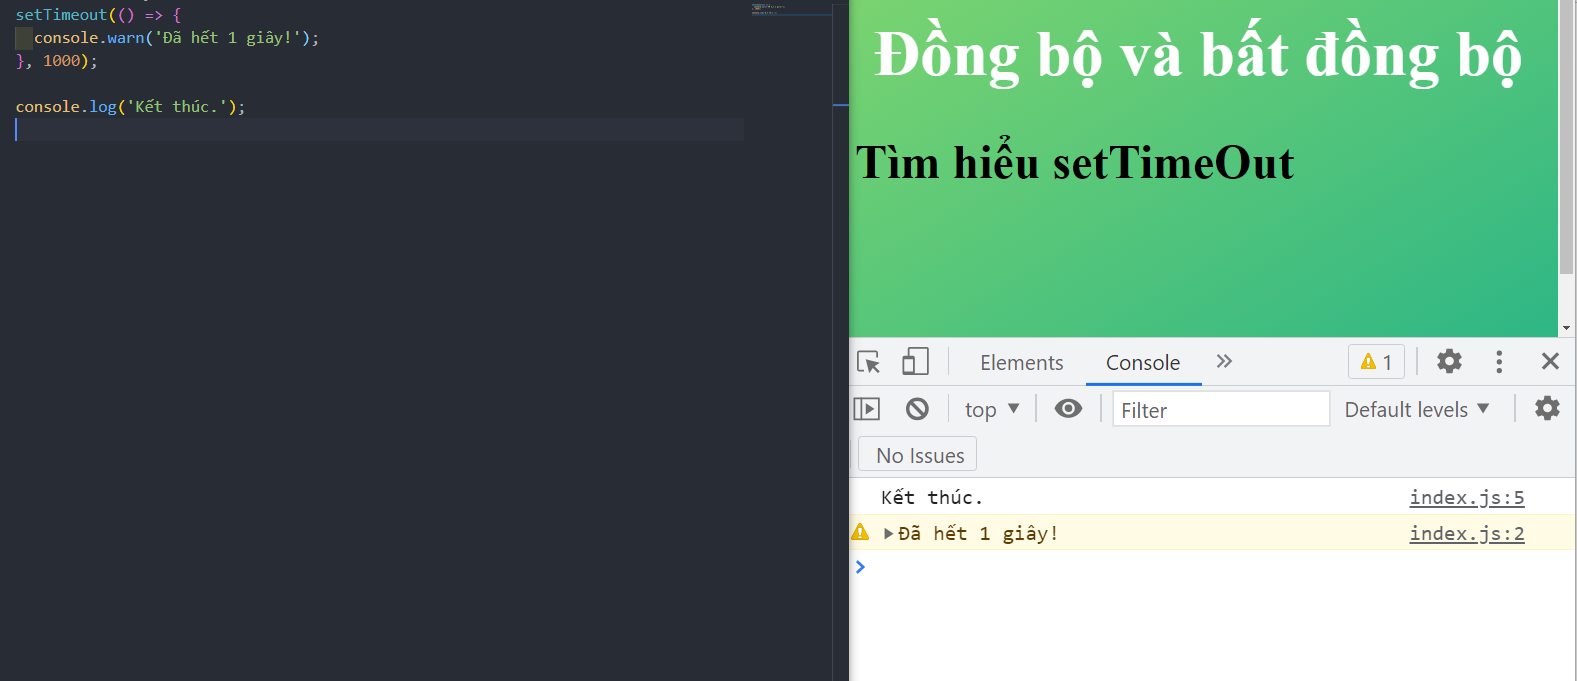 setTimeout(() => {
  console.warn('Đã hết 1 giây!');
}, 1000);
console.log('Kết thúc.');
Đồng bộ và bất đồng bộ
Tìm hiểu setTimeOut
Elements Console 1
top Filter Default levels
No Issues
Kết thúc. index.js:5
Đã hết 1 giây! index.js:2